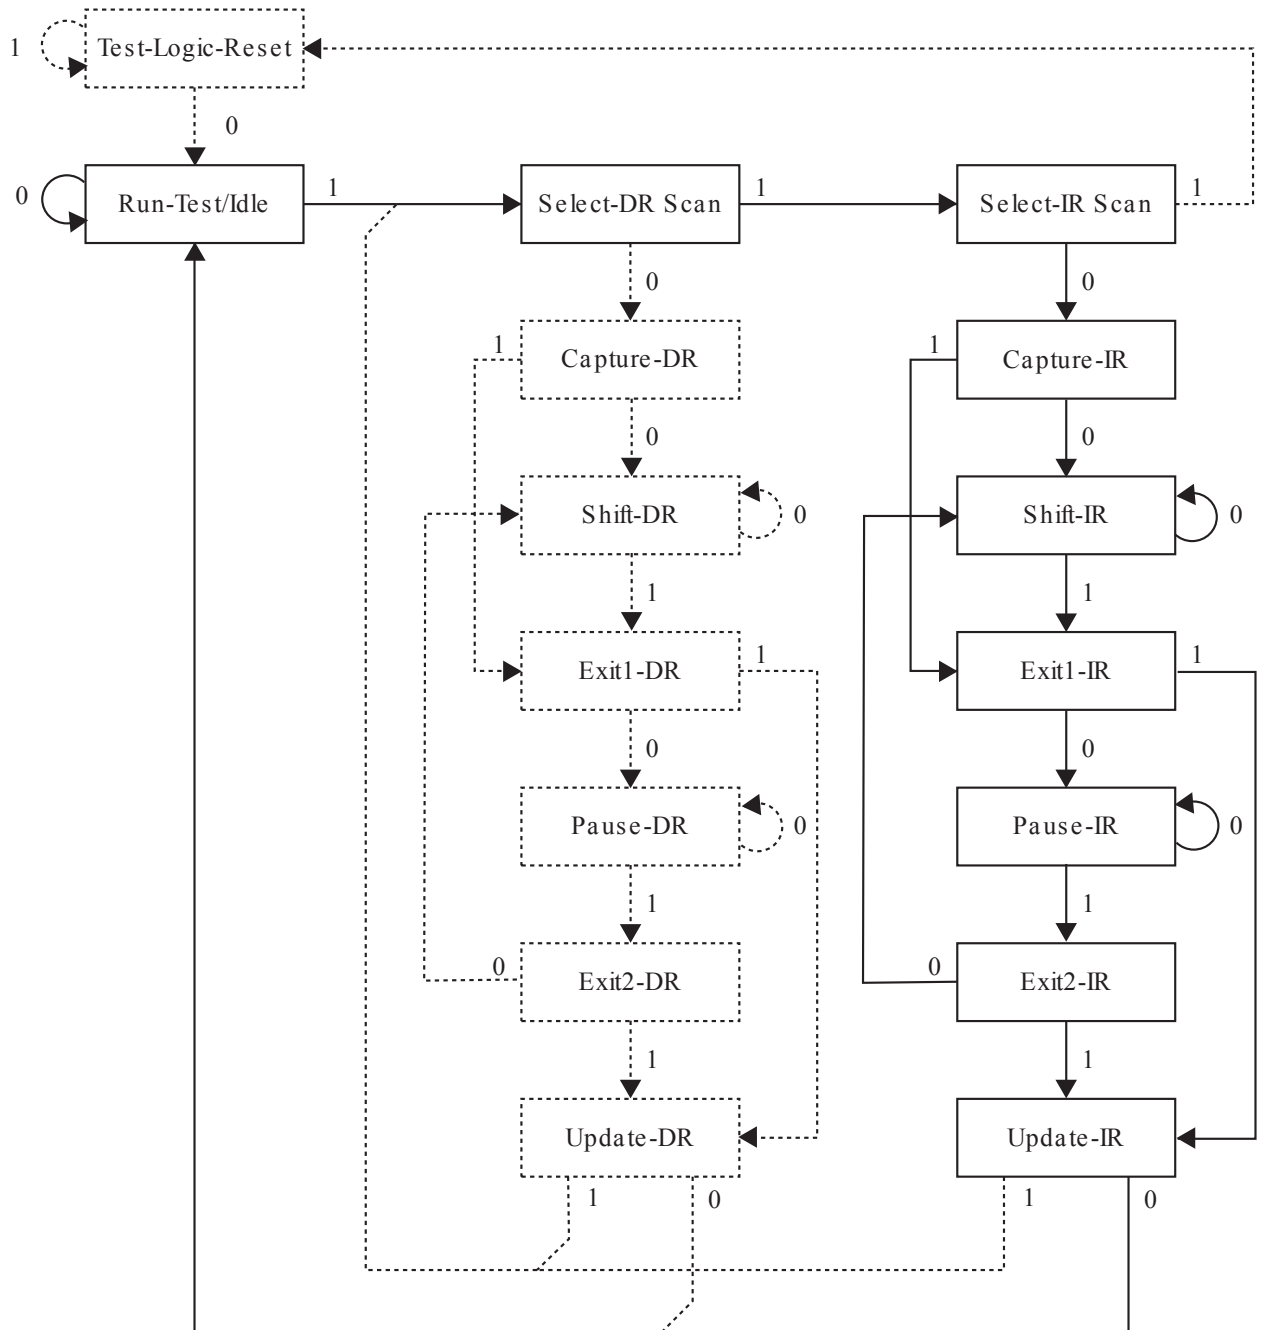 1
Test-Logic-Reset
0
0
Run-Test/Idle
1
Select-DR Scan
1
Select-IR Scan
1
0
0
1
Capture-DR
1
Capture-IR
0
0
Shift-DR
0
Shift-IR
0
1
1
Exit1-DR
1
Exit1-IR
1
0
0
Pause-DR
0
Pause-IR
0
1
1
0
Exit2-DR
0
Exit2-IR
1
1
Update-DR
Update-IR
1
0
1
0